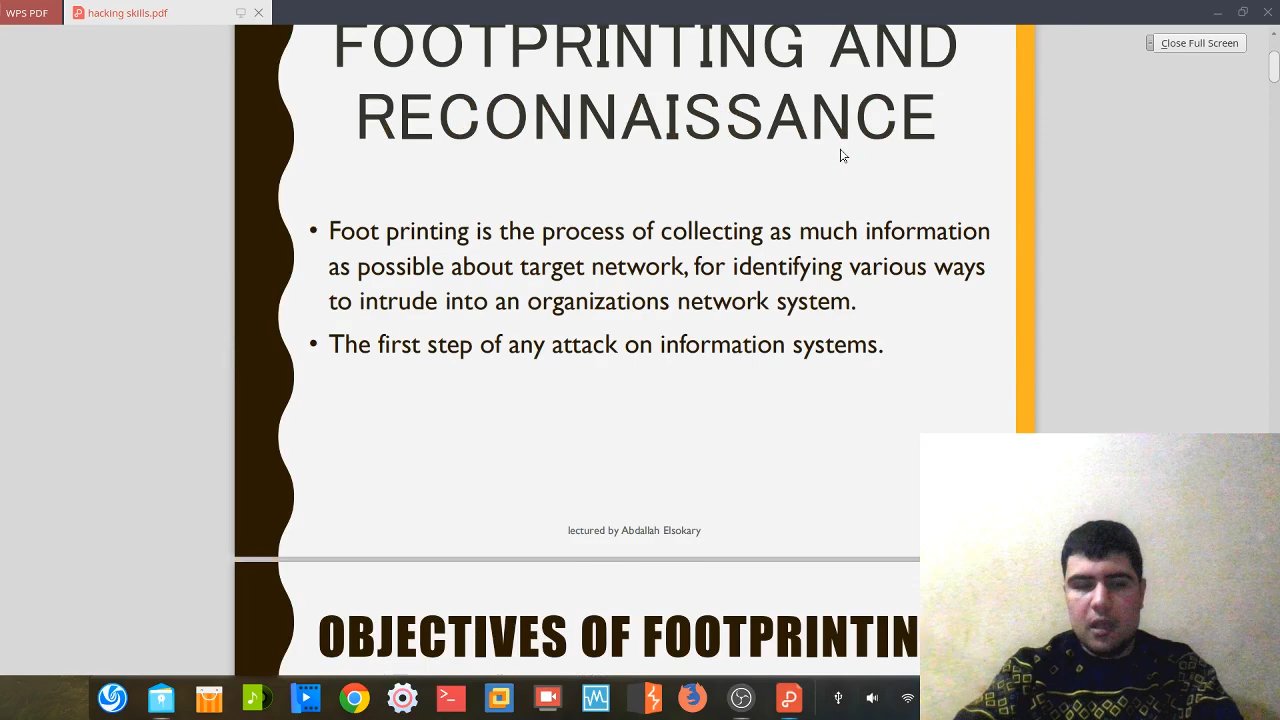 WPS PDF
hacking skills.pdf
Close Full Screen
FOOTPRINTING AND
RECONNAISSANCE
• Foot printing is the process of collecting as much information
as possible about target network, for identifying various ways
to intrude into an organizations network system.
• The first step of any attack on information systems.
lectured by Abdallah Elsokary
OBJECTIVES OF FOOTPRINTIN